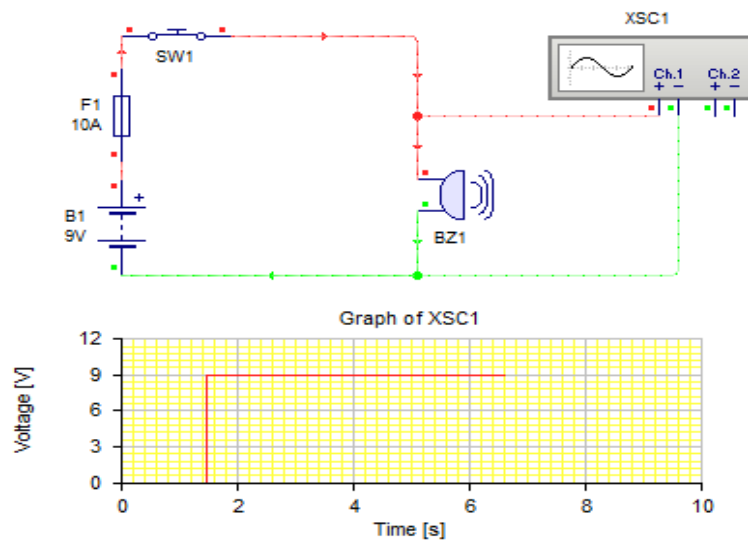 XSC1
SW1
Ch.1 Ch.2
+ − + −
F1
10A
+
B1
9V
BZ1
Graph of XSC1
Voltage [V]
12
9
6
3
0
0 2 4 6 8 10
Time [s]